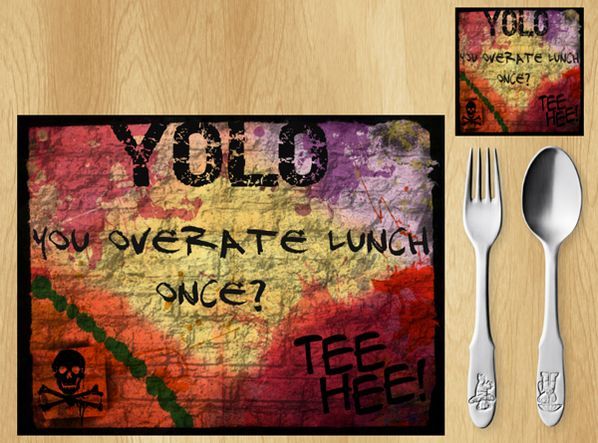 YOLO
YOU OVERATE LUNCH
ONCE?
TEE
HEE!
YOLO
YOU OVERATE LUNCH
ONCE?
TEE
HEE!